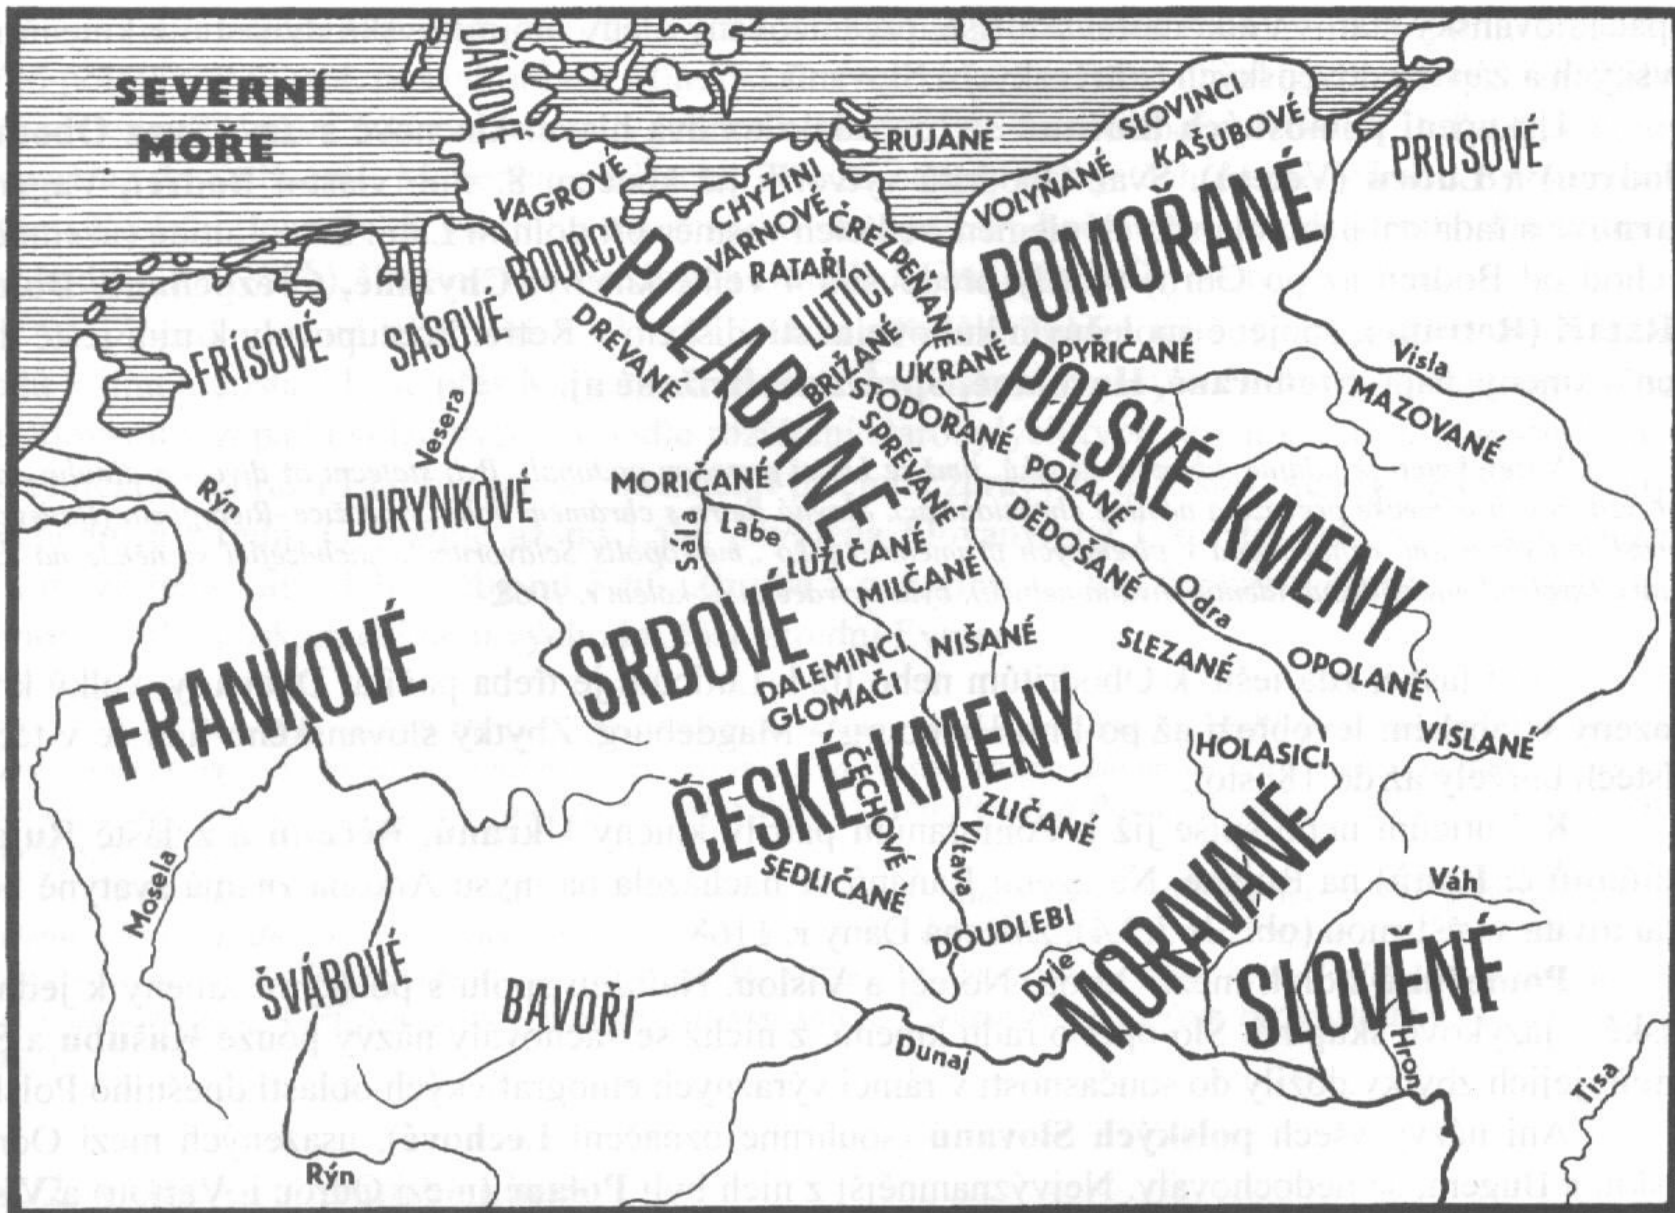 SEVERNÍ
MOŘE
DÁNOVÉ
RUJANÉ
SLOVINCI
KAŠUBOVÉ
PRUSOVÉ
VAGROVÉ
CHYŽINI
VARNOVÉ
ČREZPEŇANÉ
VOLYŇANÉ
POMOŘANÉ
BODRCI
POLABANÉ
RATAŘI
LUTICI
DREVANÉ
SASOVÉ
FRÍSOVÉ
BRIŽANÉ
UKRANÉ
PYŘIČANÉ
Visla
MAZOVANÉ
STODORANÉ
SPREVANÉ
POLSKÉ KMENY
POLANÉ
DĚDOŠANÉ
Vesera
Rýn
DURYNKOVÉ
MORIČANÉ
Sála
Labe
LUŽIČANÉ
MILČANÉ
Odra
SLEZANÉ
OPOLANÉ
VISLANÉ
HOLASICI
FRANKOVÉ
SRBOVÉ
NIŠANÉ
DALEMINCI
GLOMAČI
ČESKÉ KMENY
ČECHOVÉ
ZLIČANÉ
Vltava
SEDLIČANÉ
DOUDLEBI
Mosela
ŠVÁBOVÉ
BAVOŘI
Dyje
MORAVANÉ
Váh
SLOVĚNÉ
Dunaj
Hron
Tisa
Rýn